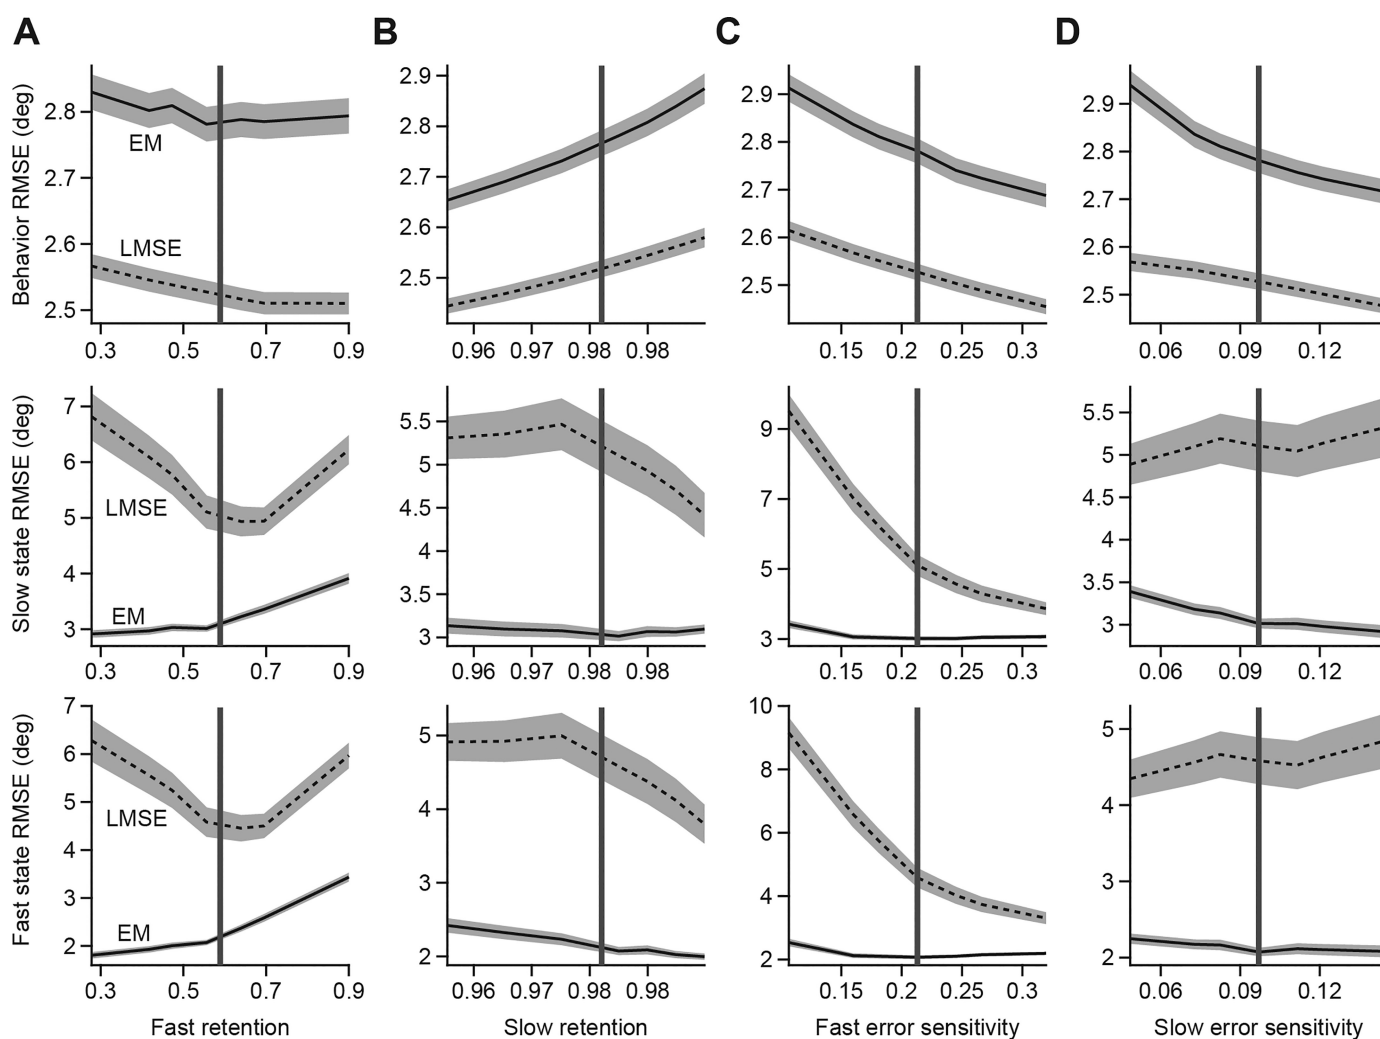 A B C D
Behavior RMSE (deg)
2.8
2.7
2.6
2.5
EM
LMSE
0.3 0.5 0.7 0.9
2.9
2.8
2.7
2.6
2.5
0.96 0.97 0.98 0.98
2.9
2.8
2.7
2.6
2.5
0.15 0.2 0.25 0.3
2.9
2.8
2.7
2.6
2.5
0.06 0.09 0.12
Slow state RMSE (deg)
7
6
5
4
3
LMSE
EM
0.3 0.5 0.7 0.9
5.5
5
4.5
4
3.5
3
0.96 0.97 0.98 0.98
9
7
5
3
0.15 0.2 0.25 0.3
5.5
5
4.5
4
3.5
3
0.06 0.09 0.12
Fast state RMSE (deg)
7
6
5
4
3
2
LMSE
EM
0.3 0.5 0.7 0.9
Fast retention
5
4
3
2
0.96 0.97 0.98 0.98
Slow retention
10
8
6
4
2
0.15 0.2 0.25 0.3
Fast error sensitivity
5
4
3
2
0.06 0.09 0.12
Slow error sensitivity